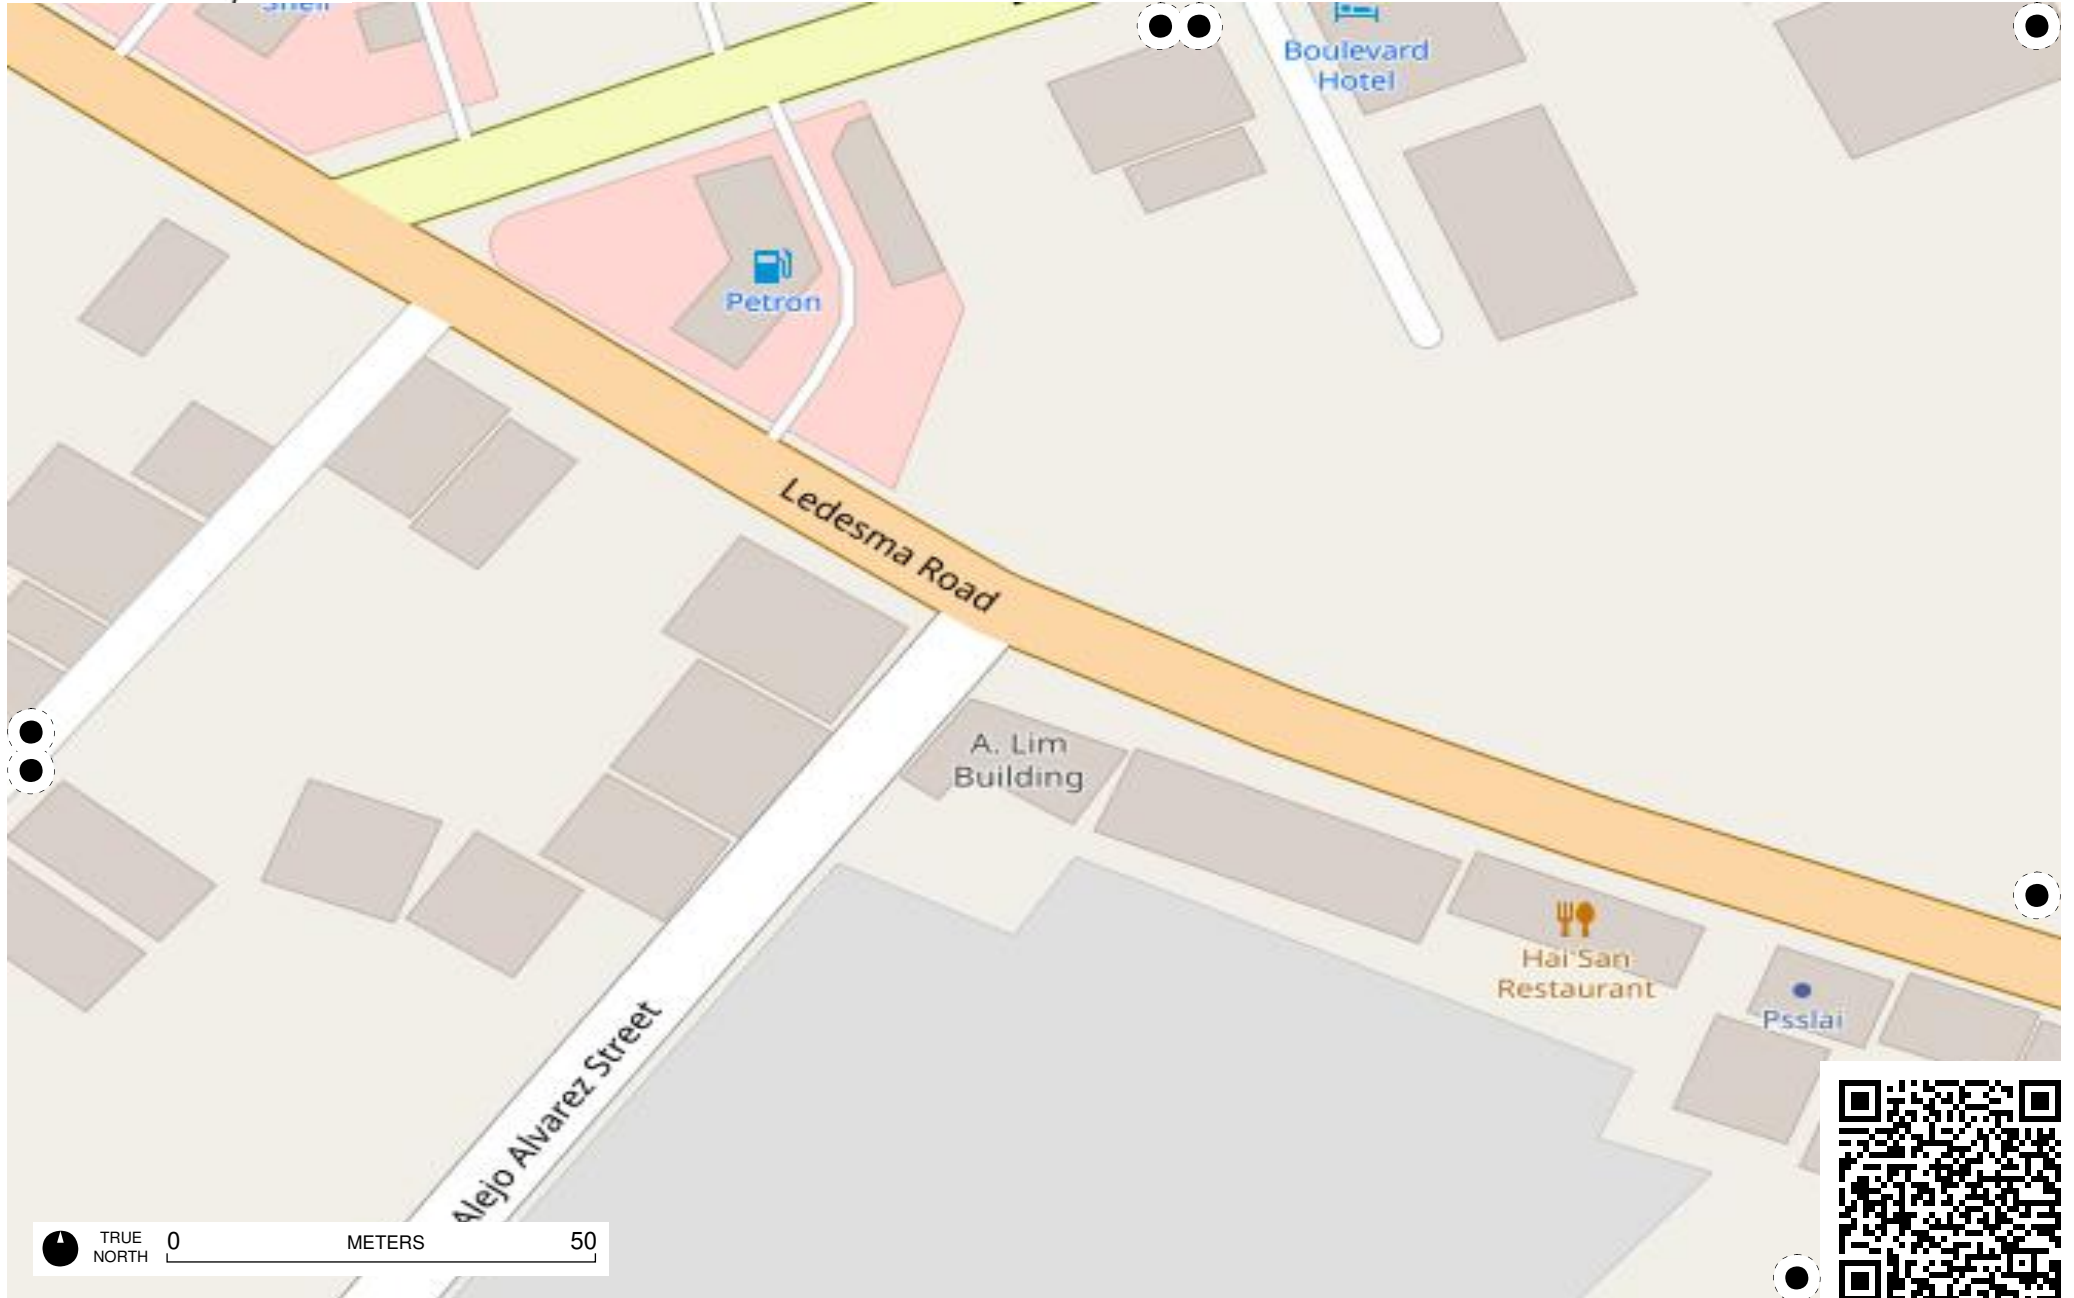 Shell
Boulevard
Hotel
Petron
Ledesma Road
A. Lim
Building
Hai San
Restaurant
Psslai
Alejo Alvarez Street
TRUE
NORTH
0
METERS
50